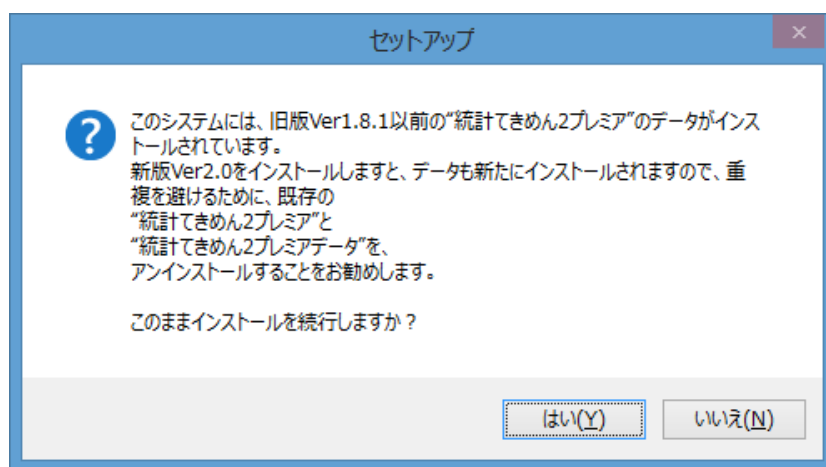 セットアップ
このシステムには、旧版Ver1.8.1以前の“統計てきめん2プレミア”のデータがインス
トールされています。
新版Ver2.0をインストールしますと、データも新たにインストールされますので、重
複を避けるために、既存の
“統計てきめん2プレミア”と
“統計てきめん2プレミアデータ”を、
アンインストールすることをお勧めします。
このままインストールを続行しますか？
はい(Y)
いいえ(N)